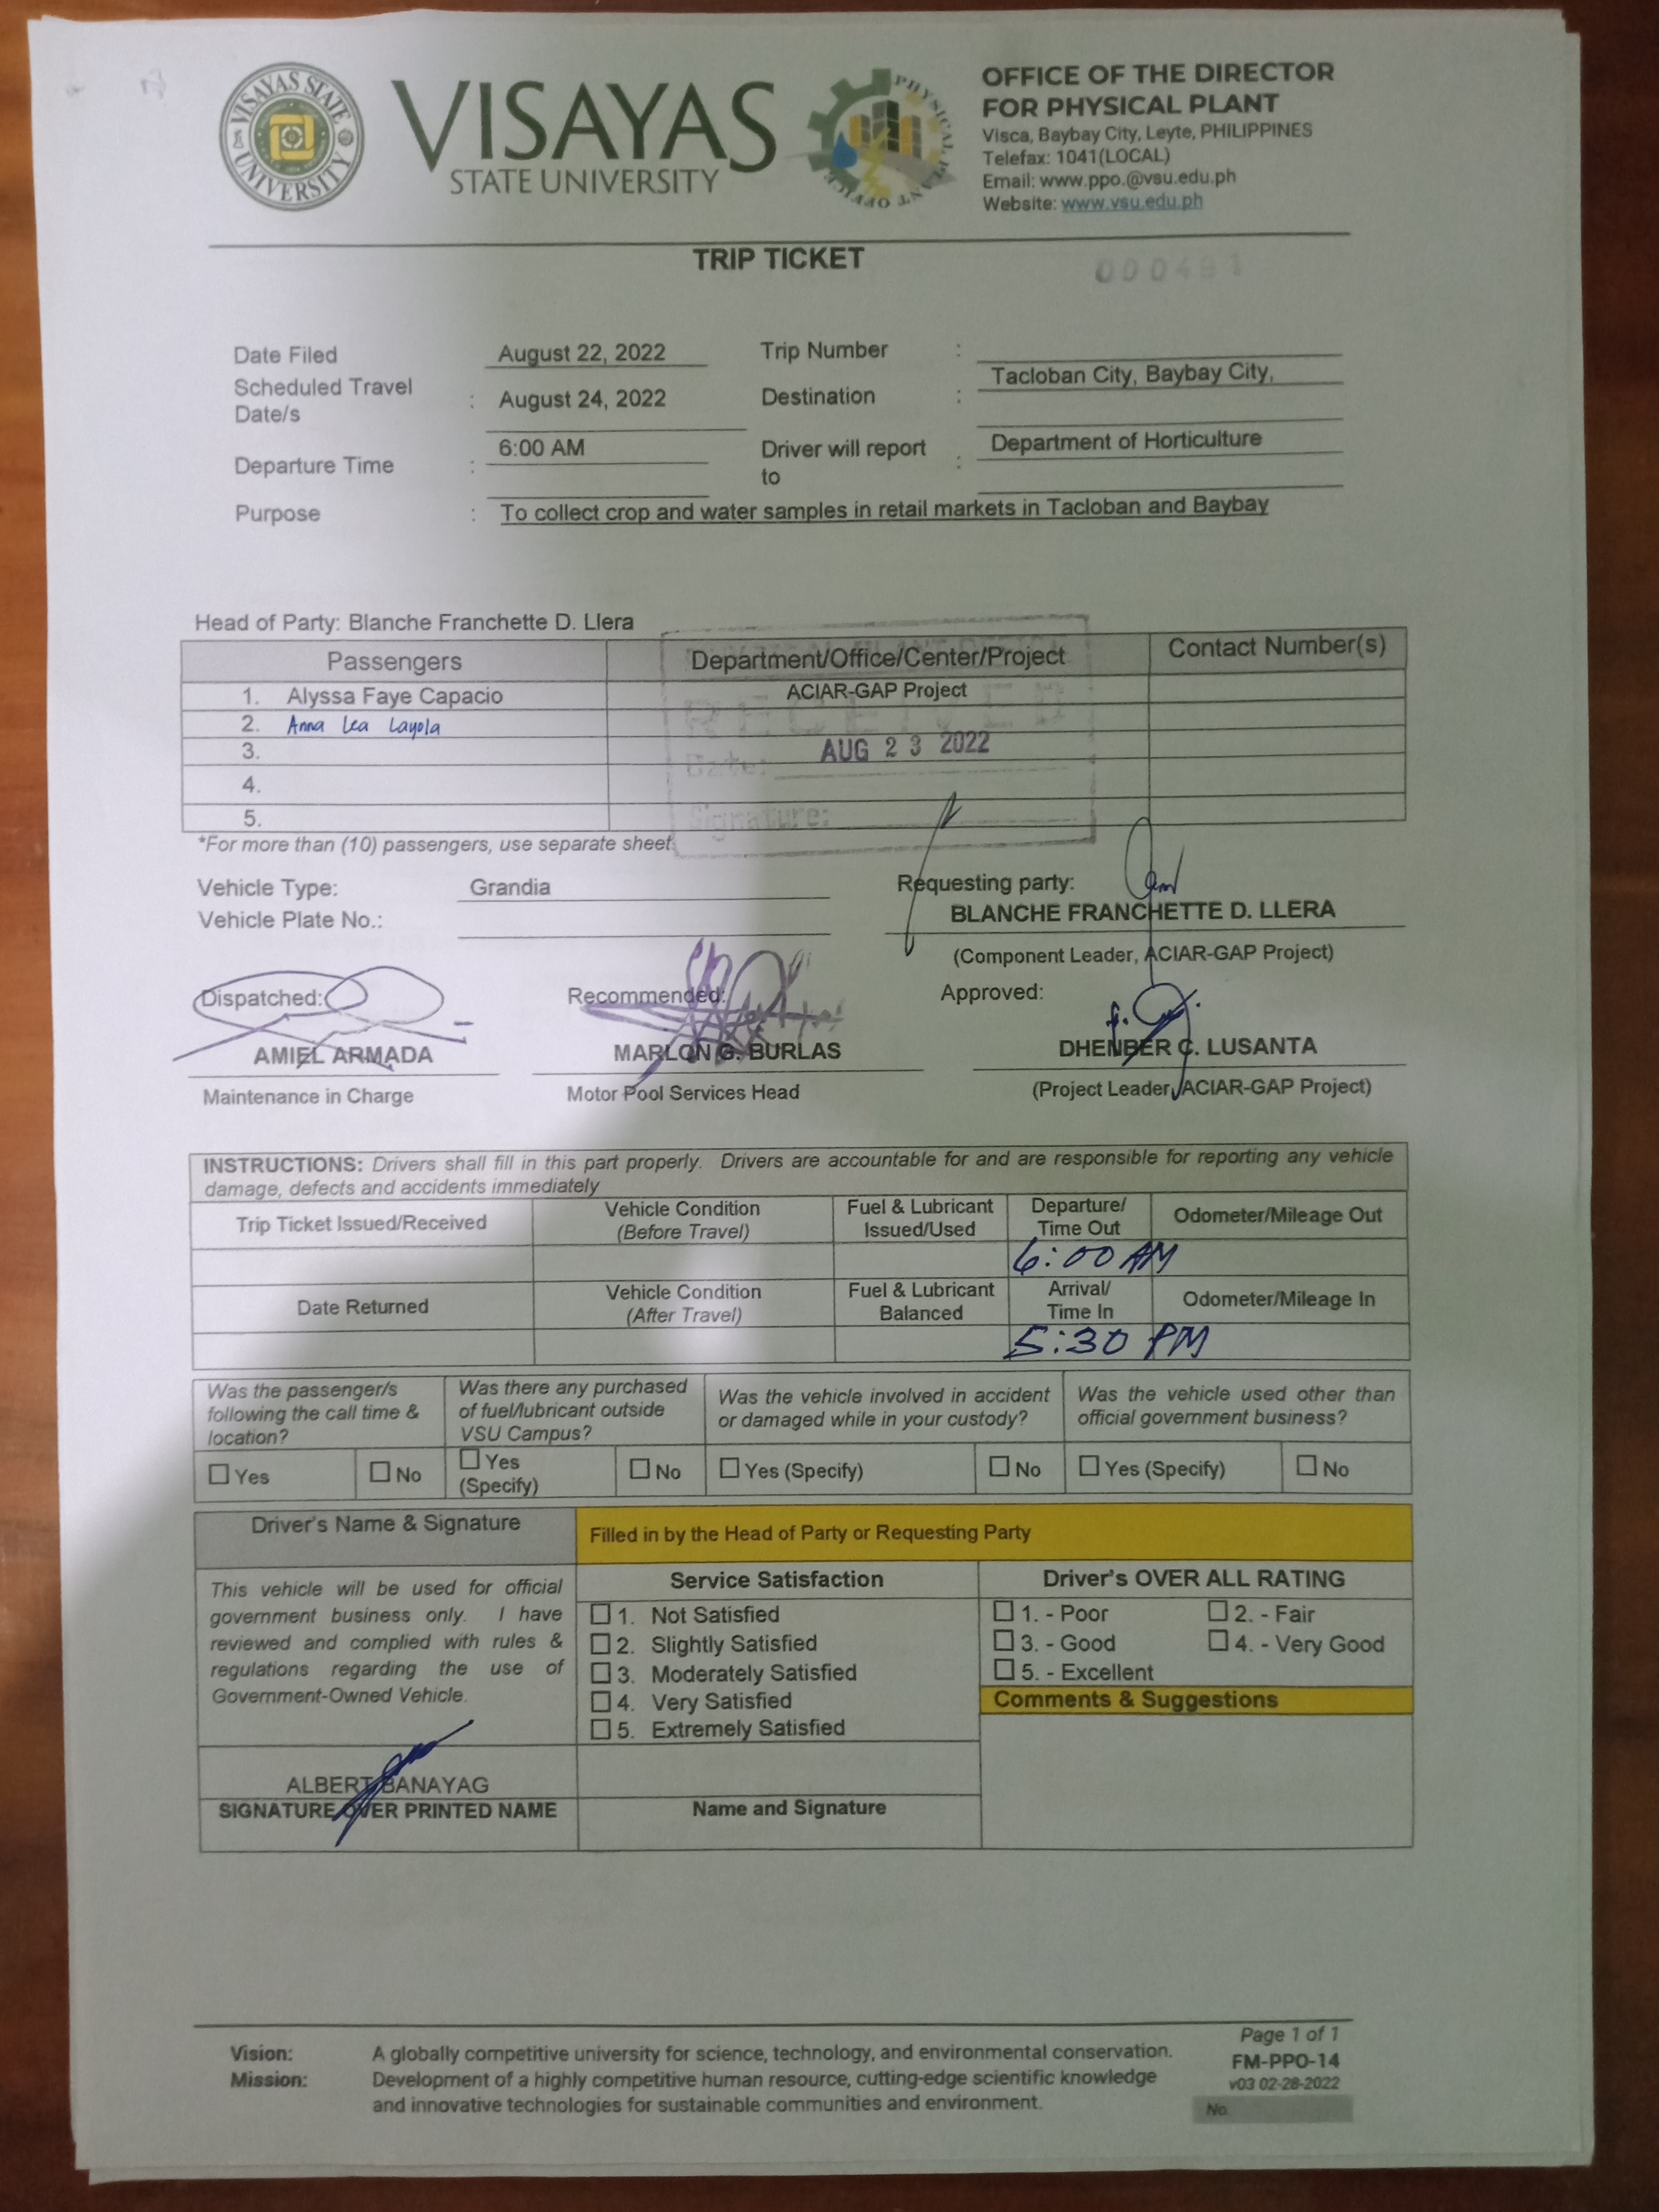 VISAYAS STATE UNIVERSITY
VISAYAS
STATE UNIVERSITY
PHYSICAL PLANT OFFICE
OFFICE OF THE DIRECTOR
FOR PHYSICAL PLANT
Visca, Baybay City, Leyte, PHILIPPINES
Telefax: 1041(LOCAL)
Email: www.ppo.@vsu.edu.ph
Website: www.vsu.edu.ph
TRIP TICKET
Date Filed August 22, 2022 Trip Number :
Scheduled Travel Date/s : August 24, 2022 Destination : Tacloban City, Baybay City,
Departure Time : 6:00 AM Driver will report to : Department of Horticulture
Purpose : To collect crop and water samples in retail markets in Tacloban and Baybay
Head of Party: Blanche Franchette D. Llera
Passengers Department/Office/Center/Project Contact Number(s)
1. Alyssa Faye Capacio ACIAR-GAP Project
2. Anna Lea Layola
RECEIVED
3.
Date: AUG 23 2022
4.
5.
Signature:
*For more than (10) passengers, use separate sheet
Vehicle Type: Grandia Requesting party:
Vehicle Plate No.: BLANCHE FRANCHETTE D. LLERA
(Component Leader, ACIAR-GAP Project)
Dispatched: Recommended: Approved:
AMIEL ARMADA MARLON G. BURLAS DHENBER C. LUSANTA
Maintenance in Charge Motor Pool Services Head (Project Leader, ACIAR-GAP Project)
INSTRUCTIONS: Drivers shall fill in this part properly. Drivers are accountable for and are responsible for reporting any vehicle
damage, defects and accidents immediately
Trip Ticket Issued/Received Vehicle Condition (Before Travel) Fuel & Lubricant Issued/Used Departure/ Time Out Odometer/Mileage Out
6:00 AM
Date Returned Vehicle Condition (After Travel) Fuel & Lubricant Balanced Arrival/ Time In Odometer/Mileage In
5:30 PM
Was the passenger/s following the call time & location? Was there any purchased of fuel/lubricant outside VSU Campus? Was the vehicle involved in accident or damaged while in your custody? Was the vehicle used other than official government business?
☐ Yes ☐ No ☐ Yes (Specify) ☐ No ☐ Yes (Specify) ☐ No ☐ Yes (Specify) ☐ No
Driver's Name & Signature Filled in by the Head of Party or Requesting Party
This vehicle will be used for official
government business only. I have
reviewed and complied with rules &
regulations regarding the use of
Government-Owned Vehicle.
Service Satisfaction
☐ 1. Not Satisfied
☐ 2. Slightly Satisfied
☐ 3. Moderately Satisfied
☐ 4. Very Satisfied
☐ 5. Extremely Satisfied
Driver's OVER ALL RATING
☐ 1. - Poor ☐ 2. - Fair
☐ 3. - Good ☐ 4. - Very Good
☐ 5. - Excellent
Comments & Suggestions
ALBERT BANAYAG
SIGNATURE OVER PRINTED NAME Name and Signature
Page 1 of 1
Vision: A globally competitive university for science, technology, and environmental conservation.
FM-PPO-14
Mission: Development of a highly competitive human resource, cutting-edge scientific knowledge
v03 02-28-2022
and innovative technologies for sustainable communities and environment.
No.